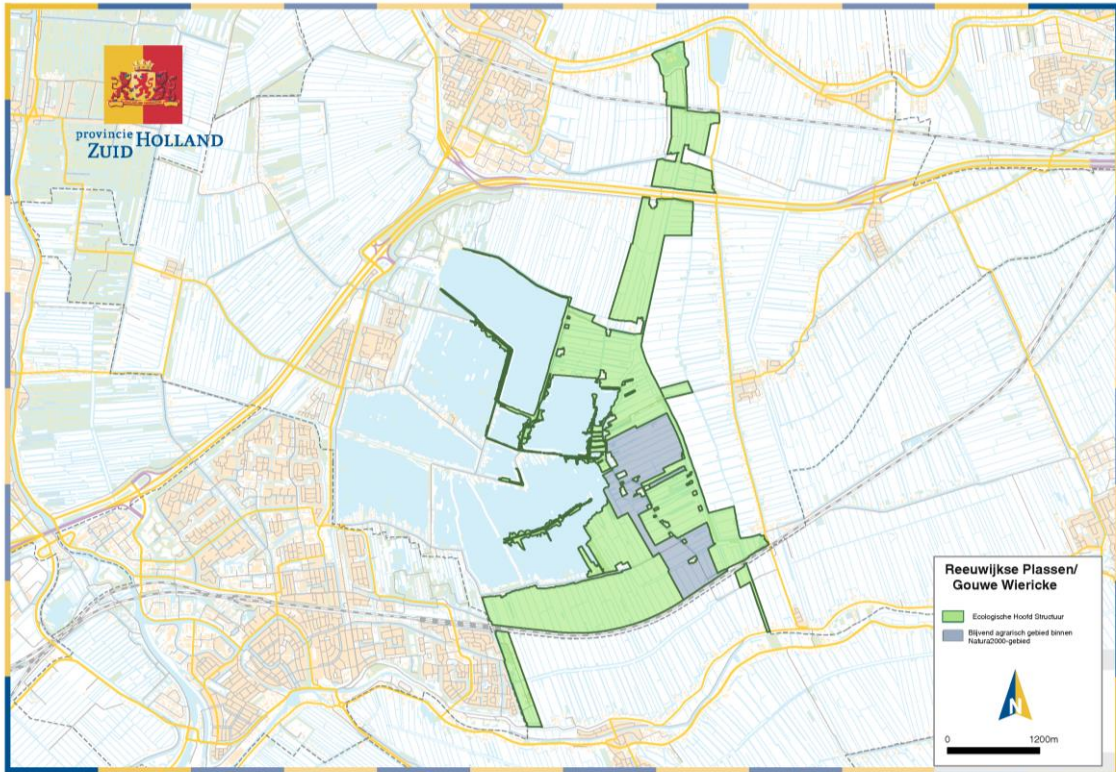 provincie HOLLAND
ZUID
Reeuwijkse Plassen/
Gouwe Wiericke
Ecologische Hoofd Structuur
Blijvend agrarisch gebied binnen
Natura2000-gebied
N
0 1200m